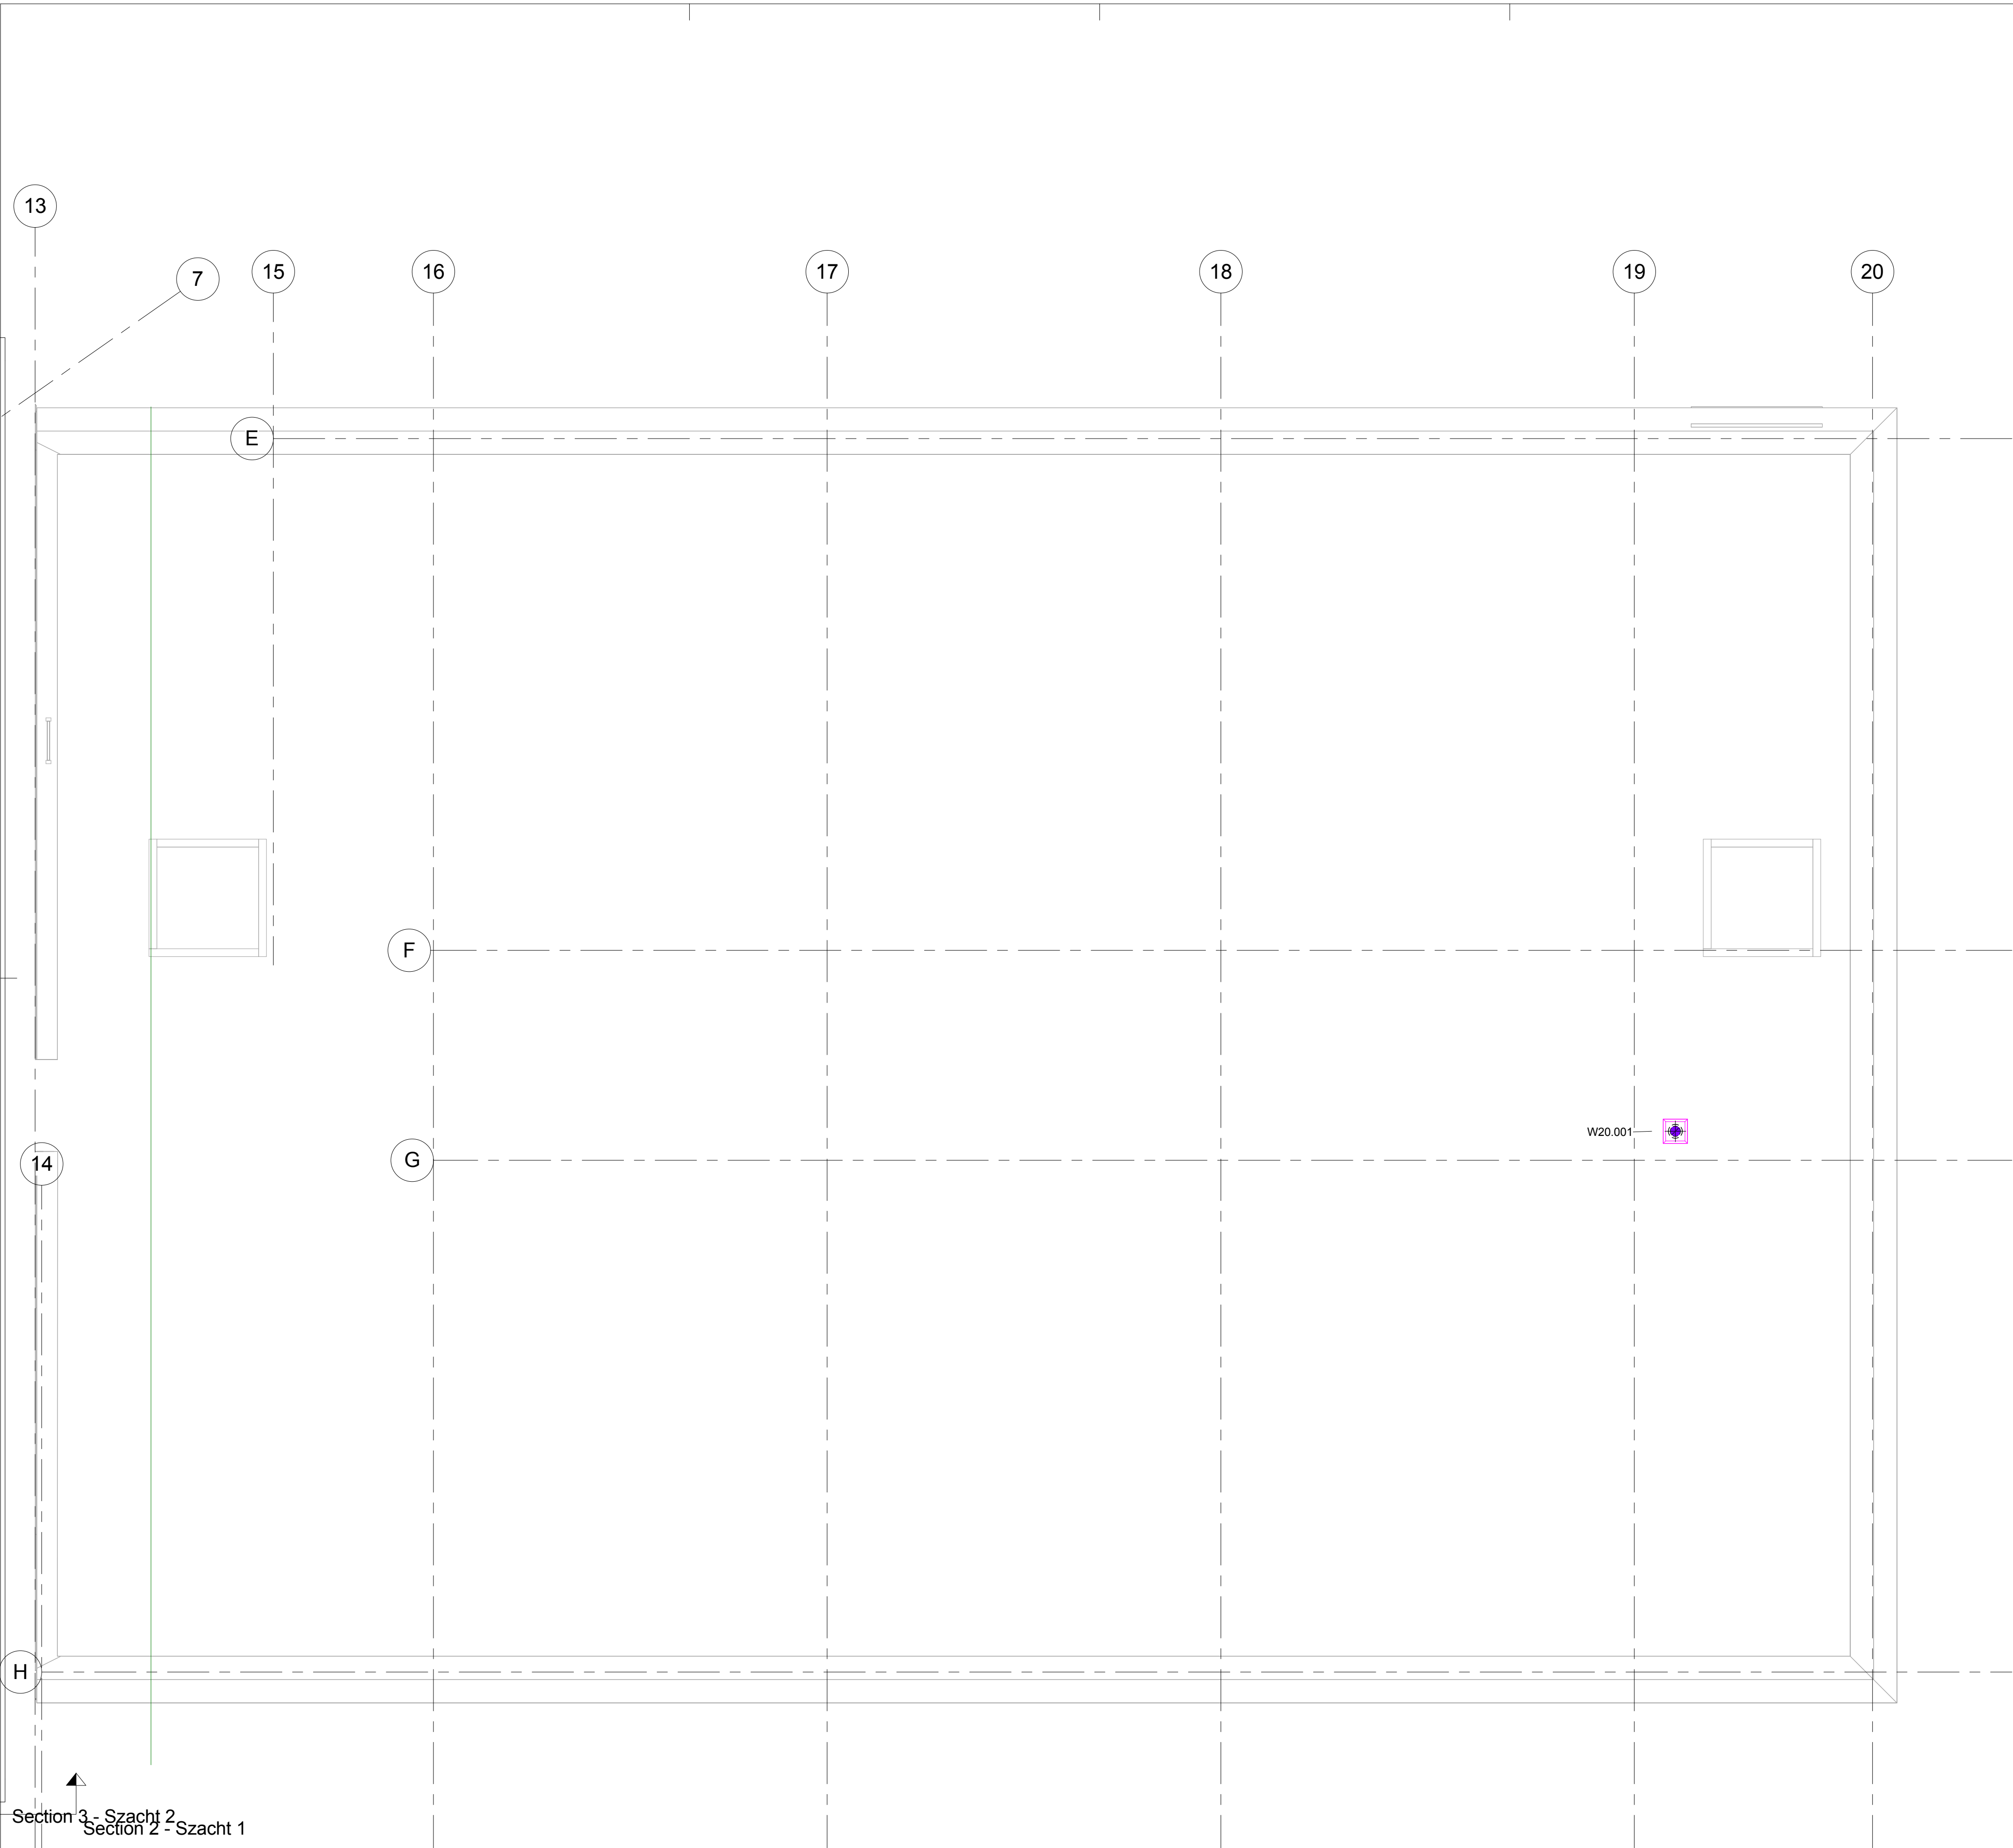 13
7
15
16
17
18
19
20
E
F
W20.001
14
G
H
Section 3 - Szacht 2
Section 2 - Szacht 1